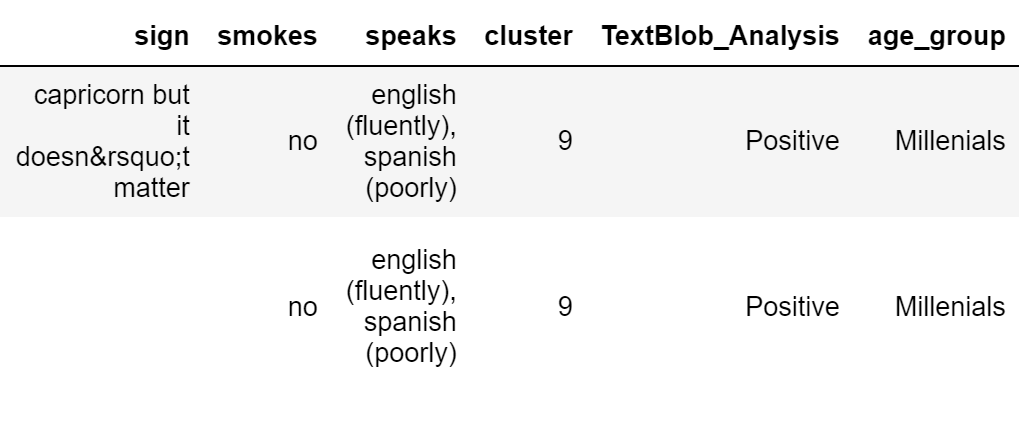 sign smokes speaks cluster TextBlob_Analysis age_group
capricorn but english
it (fluently),
no 9 Positive Millenials
doesn&rsquo;t spanish
matter (poorly)
english
(fluently),
no 9 Positive Millenials
spanish
(poorly)